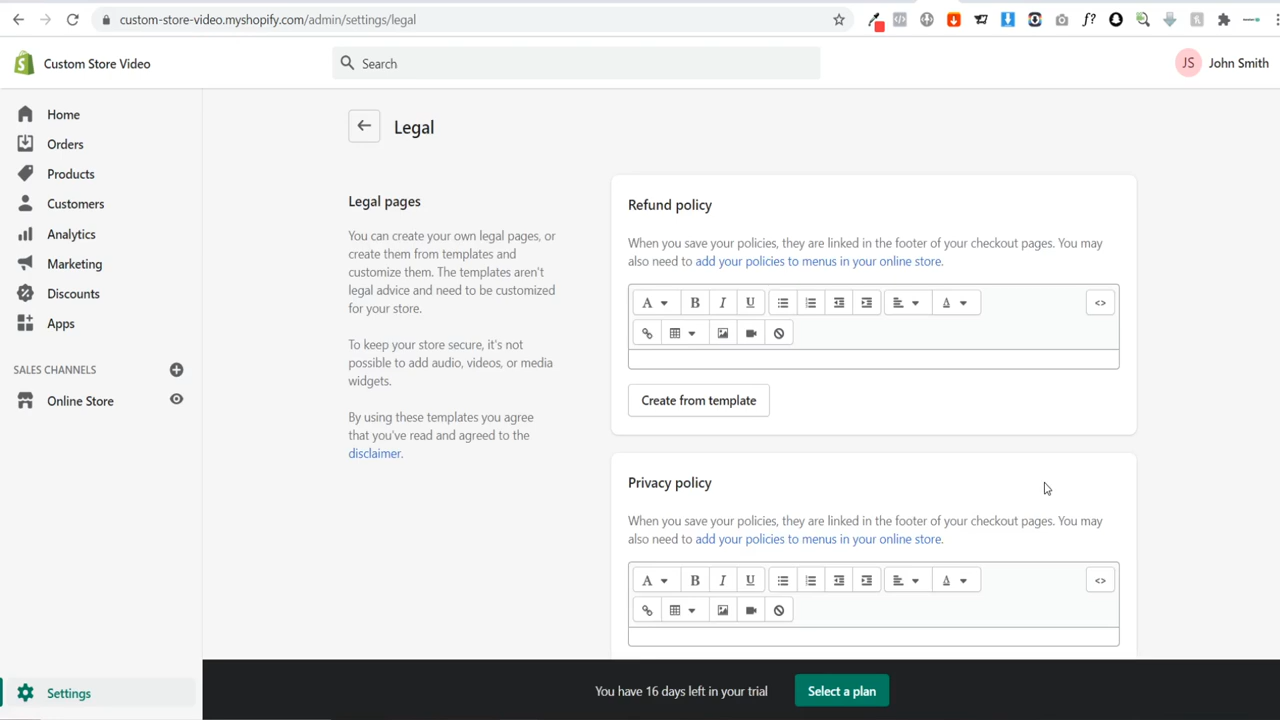 custom-store-video.myshopify.com/admin/settings/legal
f?
Custom Store Video
Search
JS
John Smith
Home
Orders
Products
Customers
Analytics
Marketing
Discounts
Apps
SALES CHANNELS
Online Store
Settings
Legal
Legal pages
You can create your own legal pages, or
create them from templates and
customize them. The templates aren't
legal advice and need to be customized
for your store.
To keep your store secure, it's not
possible to add audio, videos, or media
widgets.
By using these templates you agree
that you've read and agreed to the
disclaimer.
Refund policy
When you save your policies, they are linked in the footer of your checkout pages. You may
also need to add your policies to menus in your online store.
A B I U A <>
Create from template
Privacy policy
When you save your policies, they are linked in the footer of your checkout pages. You may
also need to add your policies to menus in your online store.
A B I U A <>
You have 16 days left in your trial
Select a plan